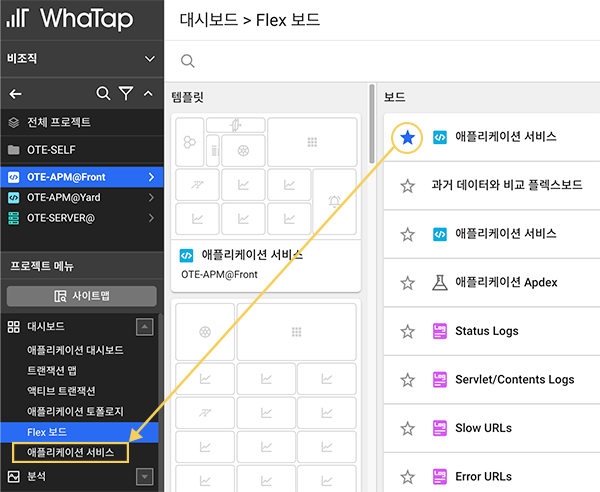 WhaTap
비조직
전체 프로젝트
OTE-SELF
OTE-APM@Front
OTE-APM@Yard
OTE-SERVER@
프로젝트 메뉴
사이트맵
대시보드
애플리케이션 대시보드
트랜잭션 맵
액티브 트랜잭션
애플리케이션 토폴로지
Flex 보드
애플리케이션 서비스
분석
대시보드 > Flex 보드
템플릿
애플리케이션 서비스
OTE-APM@Front
보드
애플리케이션 서비스
과거 데이터와 비교 플렉스보드
애플리케이션 서비스
애플리케이션 Apdex
Log
Status Logs
Log
Servlet/Contents Logs
Log
Slow URLs
Log
Error URLs